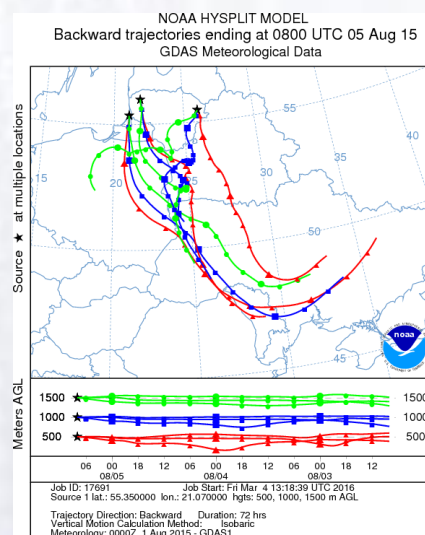 NOAA HYSPLIT MODEL
Backward trajectories ending at 0800 UTC 05 Aug 15
GDAS Meteorological Data
Source ★ at multiple locations
55
40
35
15
20
25
30
50
45
noaa
Meters AGL
1500 1500
1000 1000
500 500
06 00 18 12 06 00 18 12 06 00 18 12
08/05 08/04 08/03
Job ID: 17691 Job Start: Fri Mar 4 13:18:39 UTC 2016
Source 1 lat.: 55.350000 lon.: 21.070000 hgts: 500, 1000, 1500 m AGL
Trajectory Direction: Backward Duration: 72 hrs
Vertical Motion Calculation Method: Isobaric
Meteorology: 0000Z 1 Aug 2015 - GDAS1